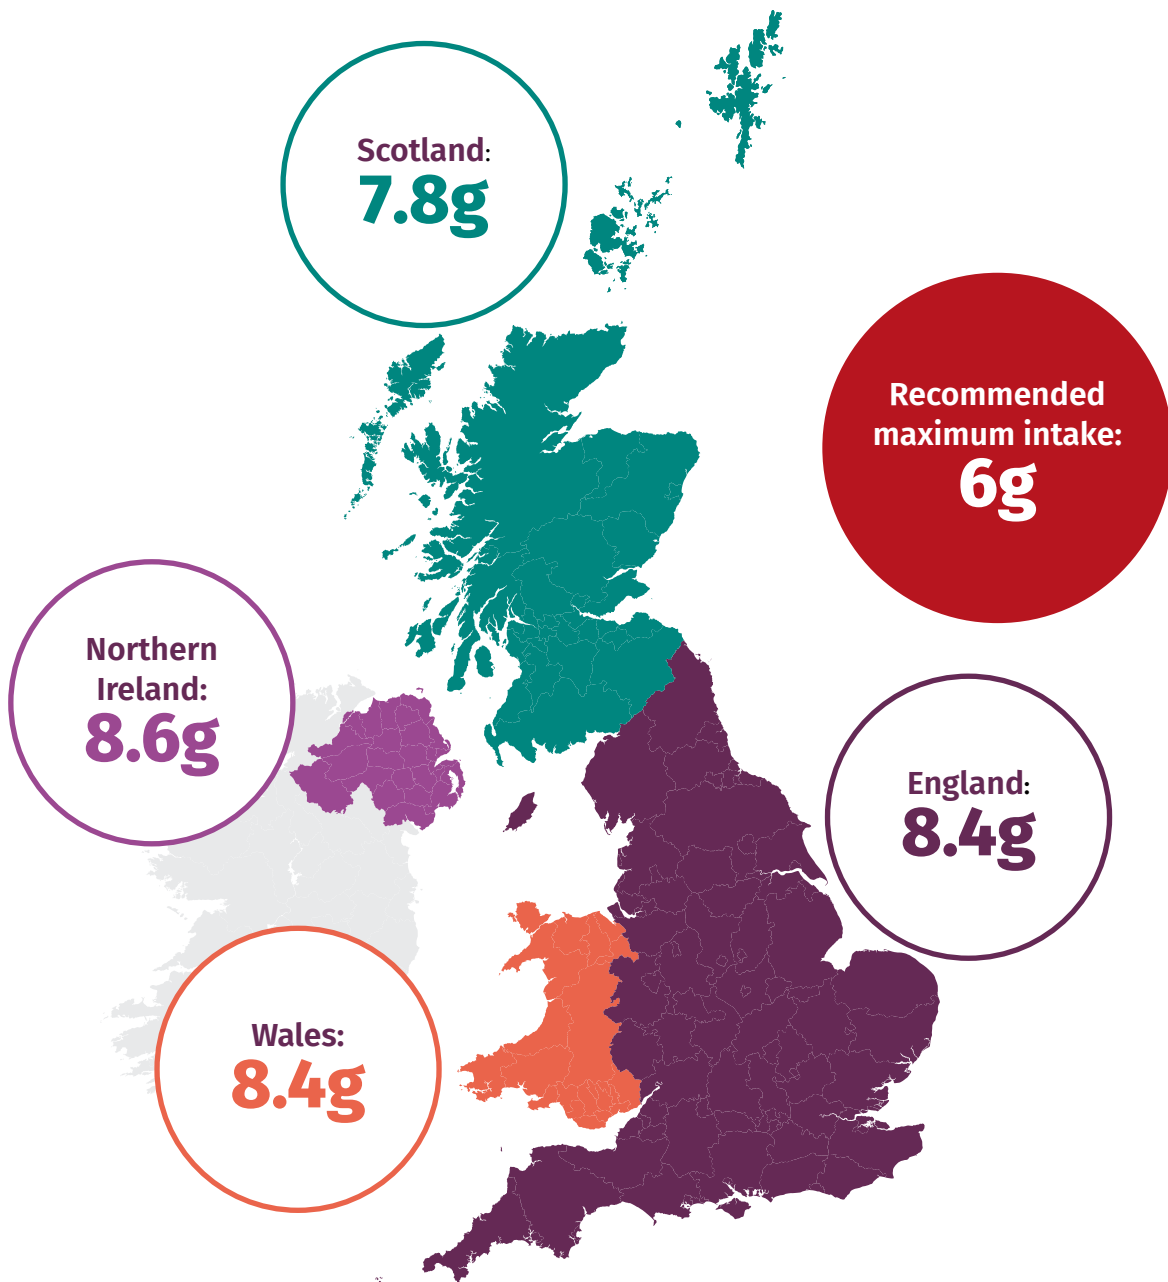 Scotland:
7.8g
Recommended
maximum intake:
6g
Northern
Ireland:
8.6g
England:
8.4g
Wales:
8.4g